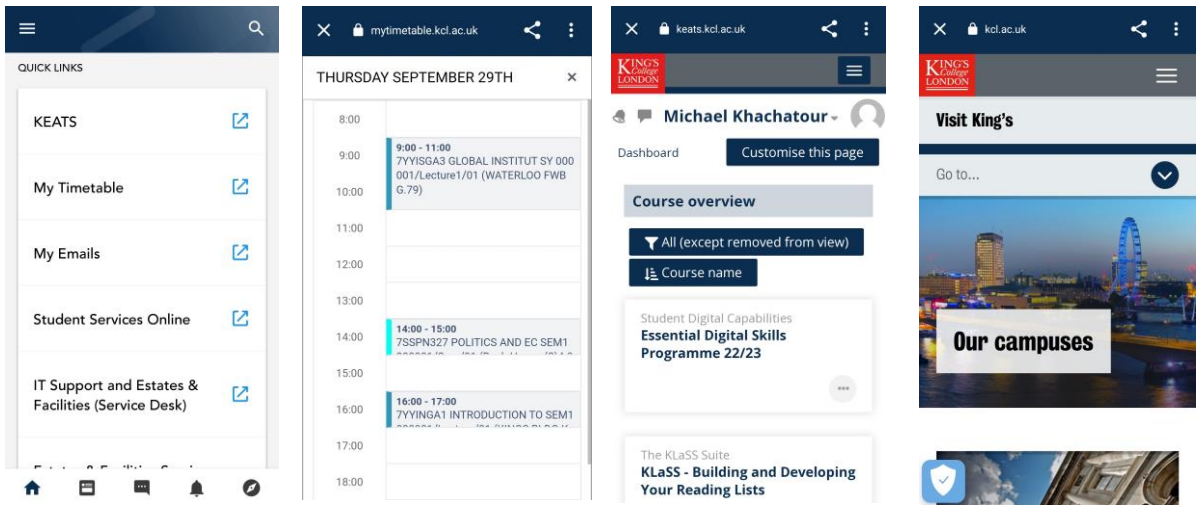 QUICK LINKS
KEATS
My Timetable
My Emails
Student Services Online
IT Support and Estates &
Facilities (Service Desk)
mytimetable.kcl.ac.uk
THURSDAY SEPTEMBER 29TH ×
8:00
9:00
10:00
11:00
12:00
13:00
14:00
15:00
16:00
17:00
18:00
9:00 - 11:00
7YYISGA3 GLOBAL INSTITUT SY 000
001/Lecture1/01 (WATERLOO FWB
G.79)
14:00 - 15:00
7SSPN327 POLITICS AND EC SEM1
16:00 - 17:00
7YYINGA1 INTRODUCTION TO SEM1
keats.kcl.ac.uk
KING'S
College
LONDON
Michael Khachatour
Dashboard
Customise this page
Course overview
All (except removed from view)
Course name
Student Digital Capabilities
Essential Digital Skills
Programme 22/23
The KLaSS Suite
KLaSS - Building and Developing
Your Reading Lists
kcl.ac.uk
KING'S
College
LONDON
Visit King's
Go to...
Our campuses